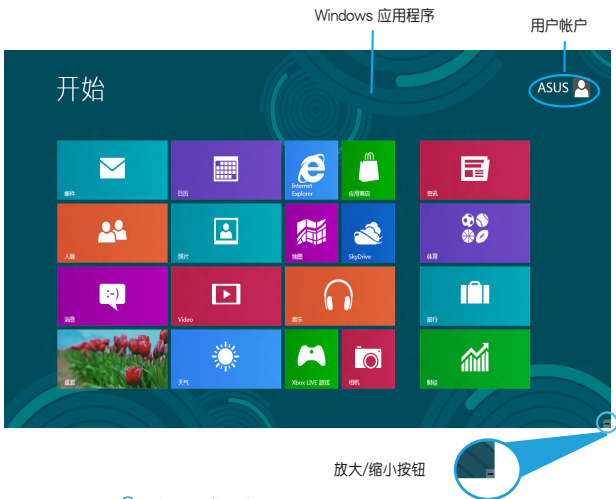 Windows 应用程序
用户帐户
开始
ASUS
邮件
日历
Internet Explorer
应用商店
资讯
人脉
照片
地图
SkyDrive
体育
消息
Video
音乐
旅行
桌面
天气
Xbox LIVE 游戏
相机
财经
放大/缩小按钮